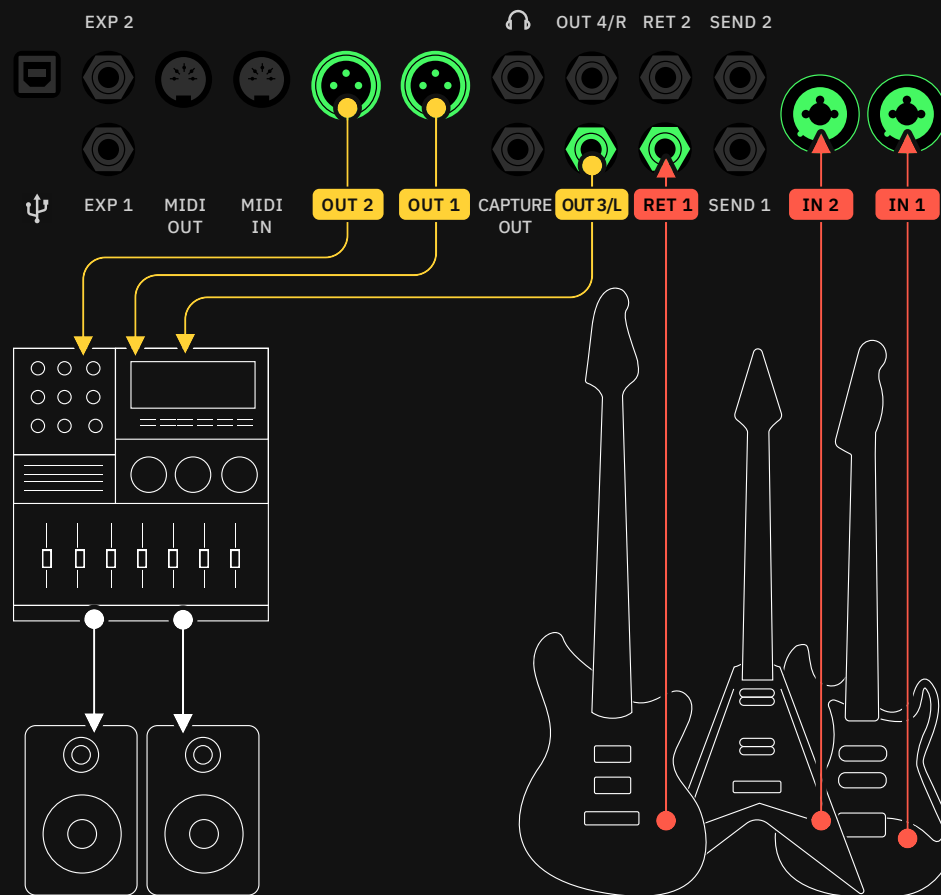 EXP 2
OUT 4/R
RET 2
SEND 2
EXP 1
MIDI
OUT
MIDI
IN
OUT 2
OUT 1
CAPTURE
OUT
OUT 3/L
RET 1
SEND 1
IN 2
IN 1